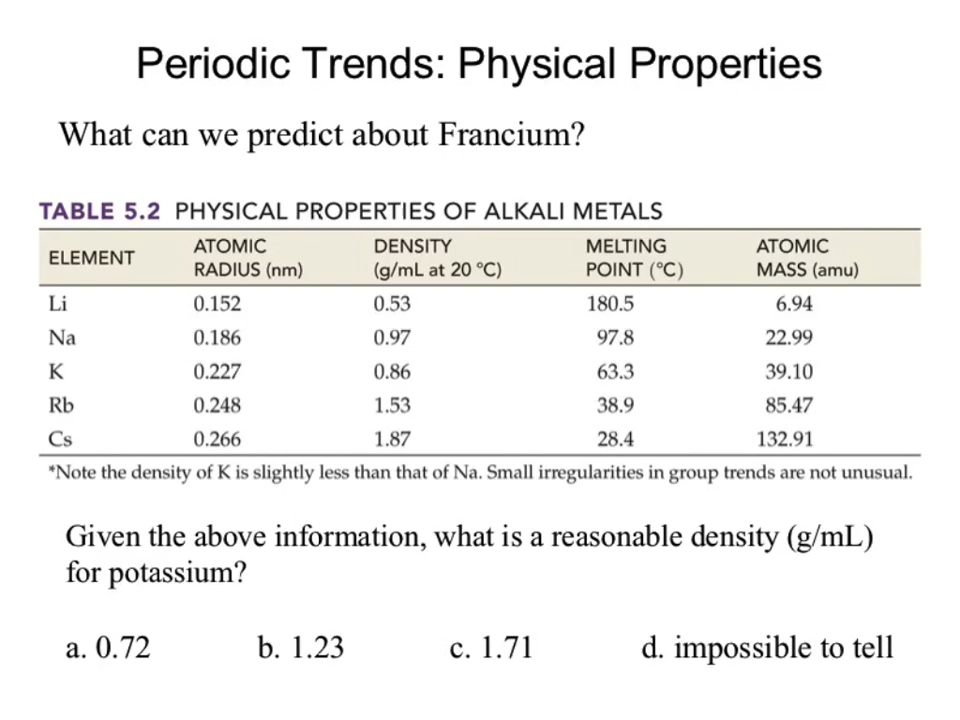 Periodic Trends: Physical Properties
What can we predict about Francium?
TABLE 5.2 PHYSICAL PROPERTIES OF ALKALI METALS
ELEMENT ATOMIC RADIUS (nm) DENSITY (g/mL at 20 °C) MELTING POINT (°C) ATOMIC MASS (amu)
Li 0.152 0.53 180.5 6.94
Na 0.186 0.97 97.8 22.99
K 0.227 0.86 63.3 39.10
Rb 0.248 1.53 38.9 85.47
Cs 0.266 1.87 28.4 132.91
*Note the density of K is slightly less than that of Na. Small irregularities in group trends are not unusual.
Given the above information, what is a reasonable density (g/mL)
for potassium?
a. 0.72 b. 1.23 c. 1.71 d. impossible to tell